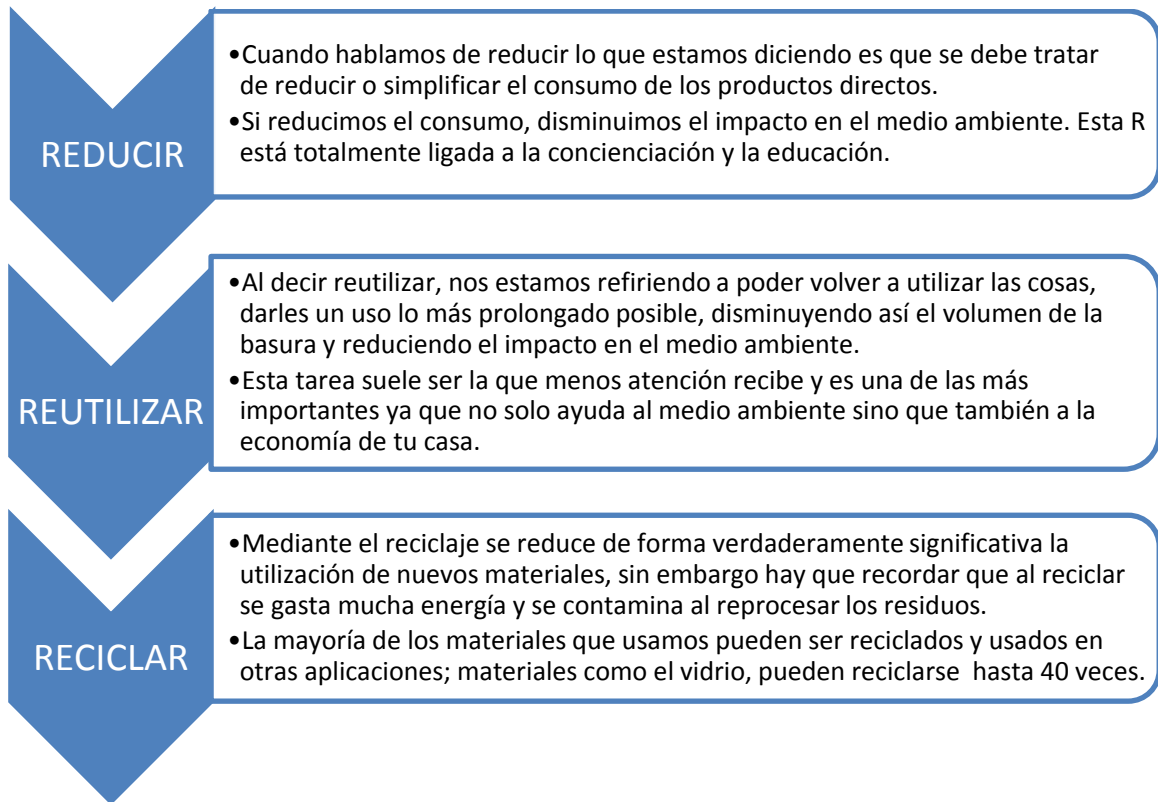 REDUCIR
•Cuando hablamos de reducir lo que estamos diciendo es que se debe tratar
de reducir o simplificar el consumo de los productos directos.
•Si reducimos el consumo, disminuimos el impacto en el medio ambiente. Esta R
está totalmente ligada a la concienciación y la educación.
REUTILIZAR
•Al decir reutilizar, nos estamos refiriendo a poder volver a utilizar las cosas,
darles un uso lo más prolongado posible, disminuyendo así el volumen de la
basura y reduciendo el impacto en el medio ambiente.
•Esta tarea suele ser la que menos atención recibe y es una de las más
importantes ya que no solo ayuda al medio ambiente sino que también a la
economía de tu casa.
RECICLAR
•Mediante el reciclaje se reduce de forma verdaderamente significativa la
utilización de nuevos materiales, sin embargo hay que recordar que al reciclar
se gasta mucha energía y se contamina al reprocesar los residuos.
•La mayoría de los materiales que usamos pueden ser reciclados y usados en
otras aplicaciones; materiales como el vidrio, pueden reciclarse  hasta 40 veces.